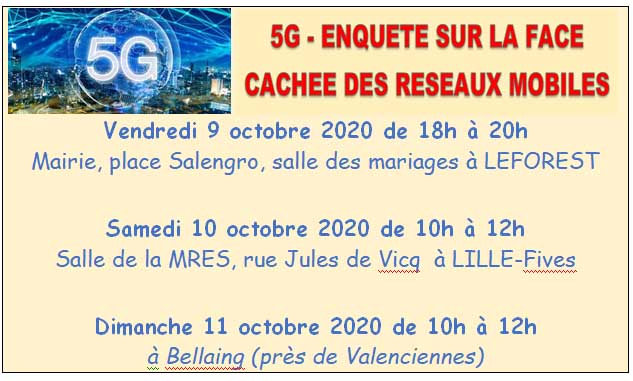 5G
5G - ENQUETE SUR LA FACE
CACHEE DES RESEAUX MOBILES
Vendredi 9 octobre 2020 de 18h à 20h
Mairie, place Salengro, salle des mariages à LEFOREST
Samedi 10 octobre 2020 de 10h à 12h
Salle de la MRES, rue Jules de Vicq à LILLE-Fives
Dimanche 11 octobre 2020 de 10h à 12h
à Bellaing (près de Valenciennes)